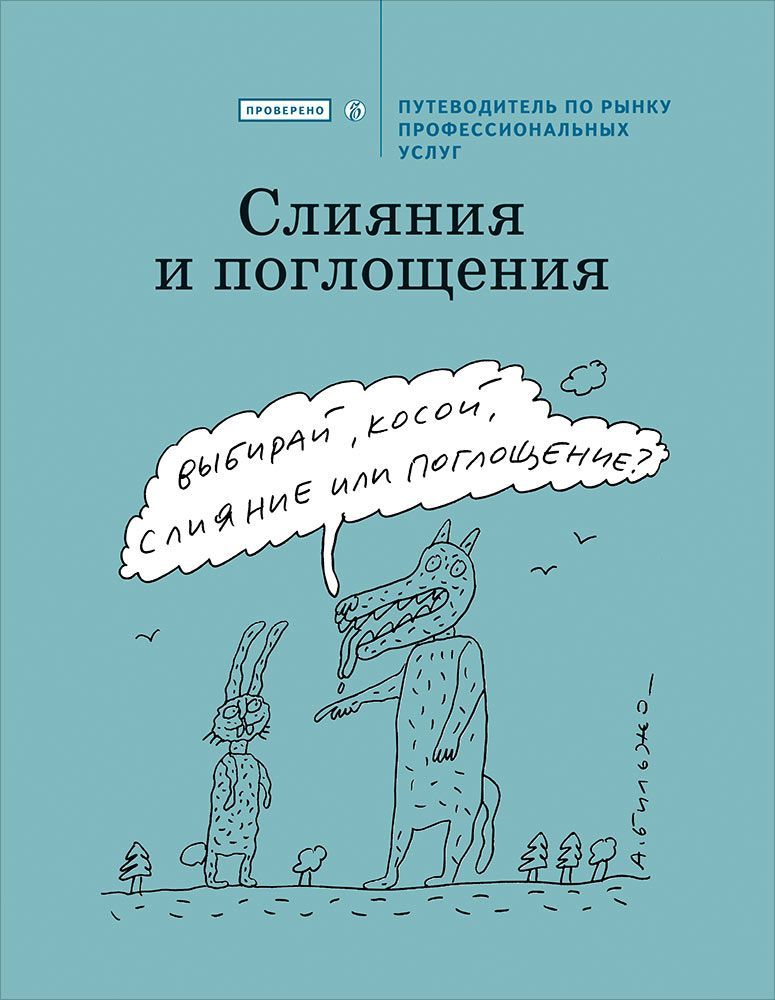 ПРОВЕРЕНО
ПУТЕВОДИТЕЛЬ ПО РЫНКУ
ПРОФЕССИОНАЛЬНЫХ
УСЛУГ
Слияния
и поглощения
ВЫБИРАЙ, КОСОЙ,
СЛИЯНИЕ ИЛИ ПОГЛОЩЕНИЕ?
А.БИЛЬЖО